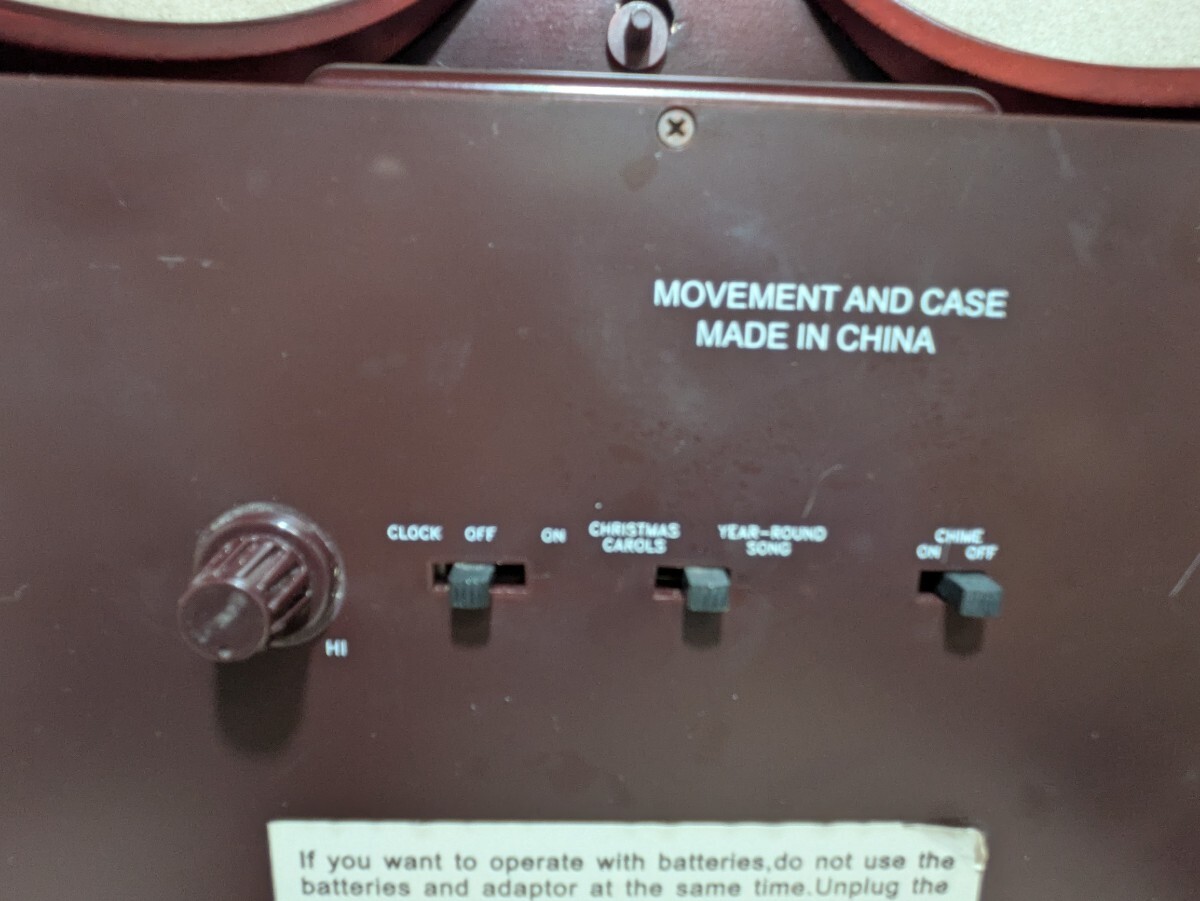 MOVEMENT AND CASE
MADE IN CHINA
CLOCK OFF ON
CHRISTMAS
CAROLS
YEAR-ROUND
SONG
CHIME
ON OFF
HI
If you want to operate with batteries,do not use the
batteries and adaptor at the same time.Unplug the